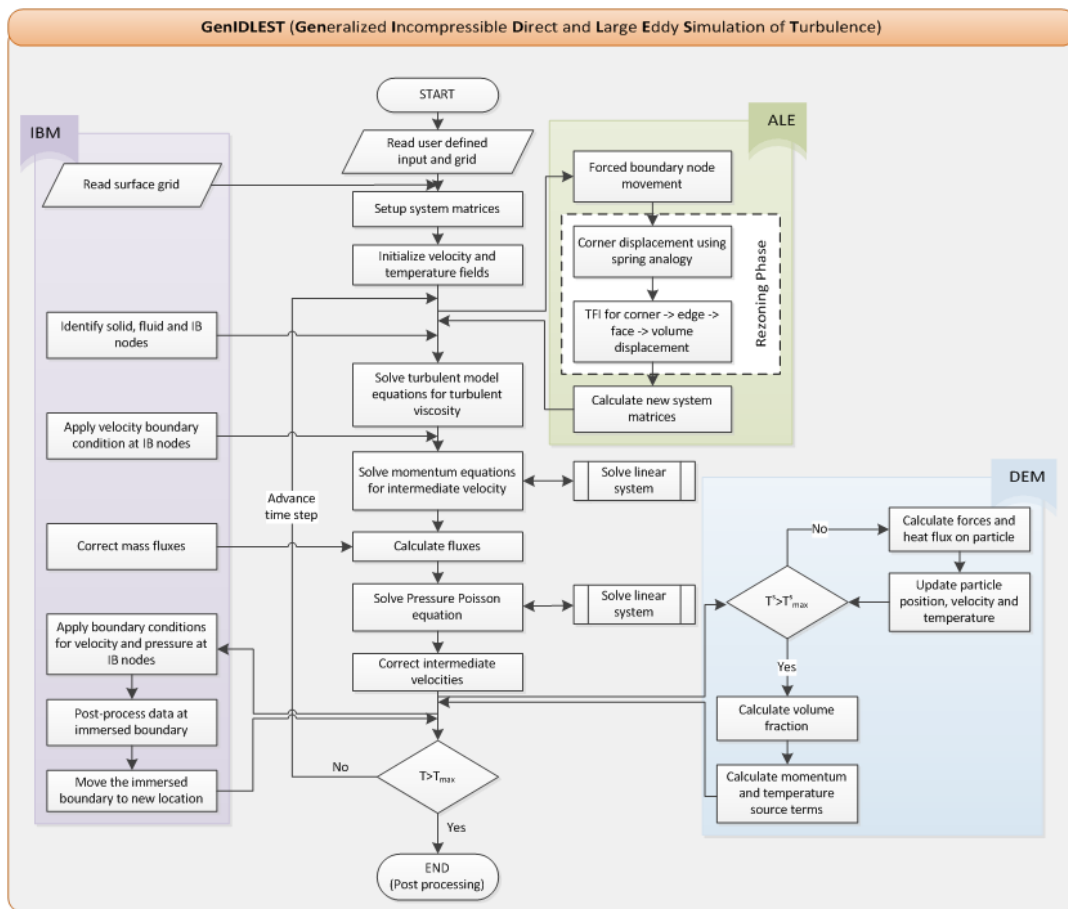 GenIDLEST (Generalized Incompressible Direct and Large Eddy Simulation of Turbulence)
IBM
Read surface grid
Identify solid, fluid and IB
nodes
Apply velocity boundary
condition at IB nodes
Correct mass fluxes
Apply boundary conditions
for velocity and pressure at
IB nodes
Post-process data at
immersed boundary
Move the immersed
boundary to new location
START
Read user defined
input and grid
Setup system matrices
Initialize velocity and
temperature fields
Solve turbulent model
equations for turbulent
viscosity
Solve momentum equations
for intermediate velocity
Solve linear
system
Advance
time step
Calculate fluxes
Solve Pressure Poisson
equation
Solve linear
system
Correct intermediate
velocities
T>Tmax
No
Yes
END
(Post processing)
ALE
Forced boundary node
movement
Corner displacement using
spring analogy
TFI for corner -> edge ->
face -> volume
displacement
Rezoning Phase
Calculate new system
matrices
DEM
No
Calculate forces and
heat flux on particle
T*>T*max
Update particle
position, velocity and
temperature
Yes
Calculate volume
fraction
Calculate momentum
and temperature
source terms